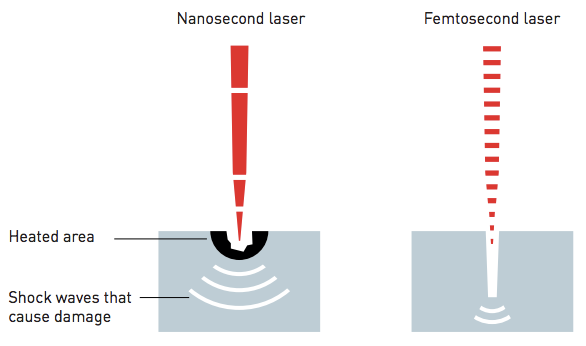 Nanosecond laser
Femtosecond laser
Heated area
Shock waves that
cause damage